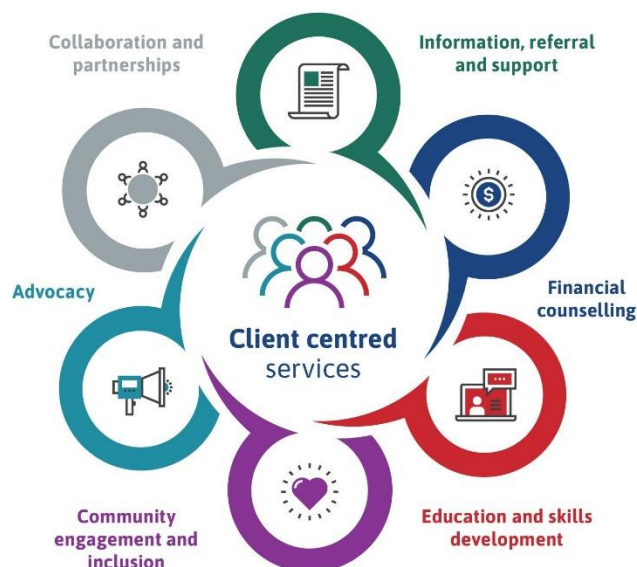 Collaboration and
partnerships
Information, referral
and support
Advocacy
Client centred
services
Financial
counselling
Community
engagement and
inclusion
Education and skills
development